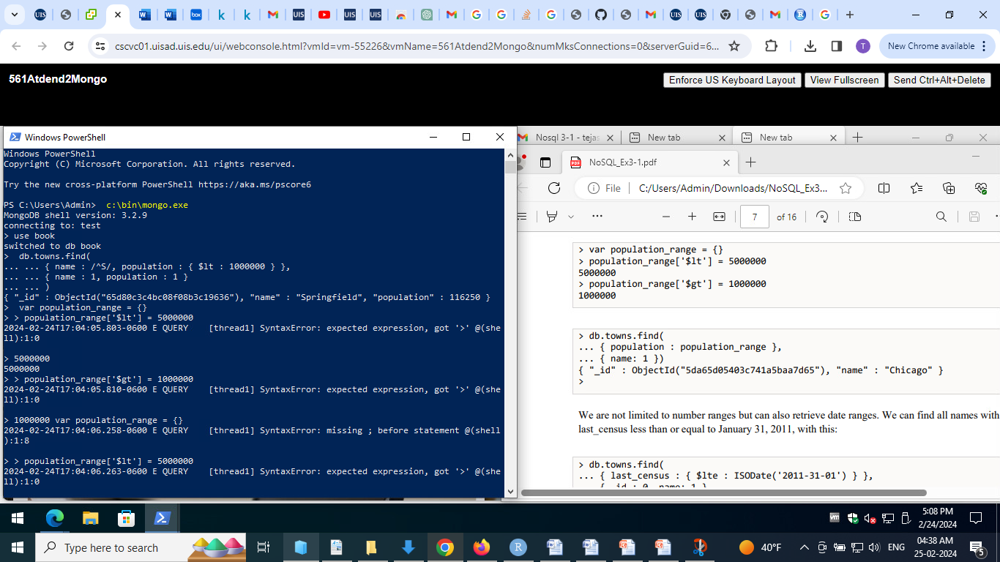 cscvc01.uisad.uis.edu/ui/webconsole.html?vmId=vm-55226&vmName=561Atdend2Mongo&numMksConnections=0&serverGuid=6...
T
New Chrome available
561Atdend2Mongo
Enforce US Keyboard Layout
View Fullscreen
Send Ctrl+Alt+Delete
Windows PowerShell
Windows PowerShell
Copyright (C) Microsoft Corporation. All rights reserved.
Try the new cross-platform PowerShell https://aka.ms/pscore6
PS C:\Users\Admin>  c:\bin\mongo.exe
MongoDB shell version: 3.2.9
connecting to: test
> use book
switched to db book
>  db.towns.find(
... ... { name : /^S/, population : { $lt : 1000000 } },
... ... { name : 1, population : 1 }
... ... )
{ "_id" : ObjectId("65d80c3c4bc08f08b3c19636"), "name" : "Springfield", "population" : 116250 }
>  var population_range = {}
> > population_range['$lt'] = 5000000
2024-02-24T17:04:05.803-0600 E QUERY    [thread1] SyntaxError: expected expression, got '>' @(she
ll):1:0
> 5000000
5000000
> > population_range['$gt'] = 1000000
2024-02-24T17:04:05.810-0600 E QUERY    [thread1] SyntaxError: expected expression, got '>' @(she
ll):1:0
> 1000000 var population_range = {}
2024-02-24T17:04:06.258-0600 E QUERY    [thread1] SyntaxError: missing ; before statement @(shell
):1:8
> > population_range['$lt'] = 5000000
2024-02-24T17:04:06.263-0600 E QUERY    [thread1] SyntaxError: expected expression, got '>' @(she
ll):1:0
Nosql 3-1 - tejas
New tab
New tab
NoSQL_Ex3-1.pdf
File
C:/Users/Admin/Downloads/NoSQL_Ex3...
7
of 16
> var population_range = {}
> population_range['$lt'] = 5000000
5000000
> population_range['$gt'] = 1000000
1000000
> db.towns.find(
... { population : population_range },
... { name: 1 })
{ "_id" : ObjectId("5da65d05403c741a5baa7d65"), "name" : "Chicago" }
>
We are not limited to number ranges but can also retrieve date ranges. We can find all names with
last_census less than or equal to January 31, 2011, with this:
> db.towns.find(
... { last_census : { $lte : ISODate('2011-31-01') } },
5:08 PM
2/24/2024
Type here to search
40°F
ENG
04:38 AM
25-02-2024
5